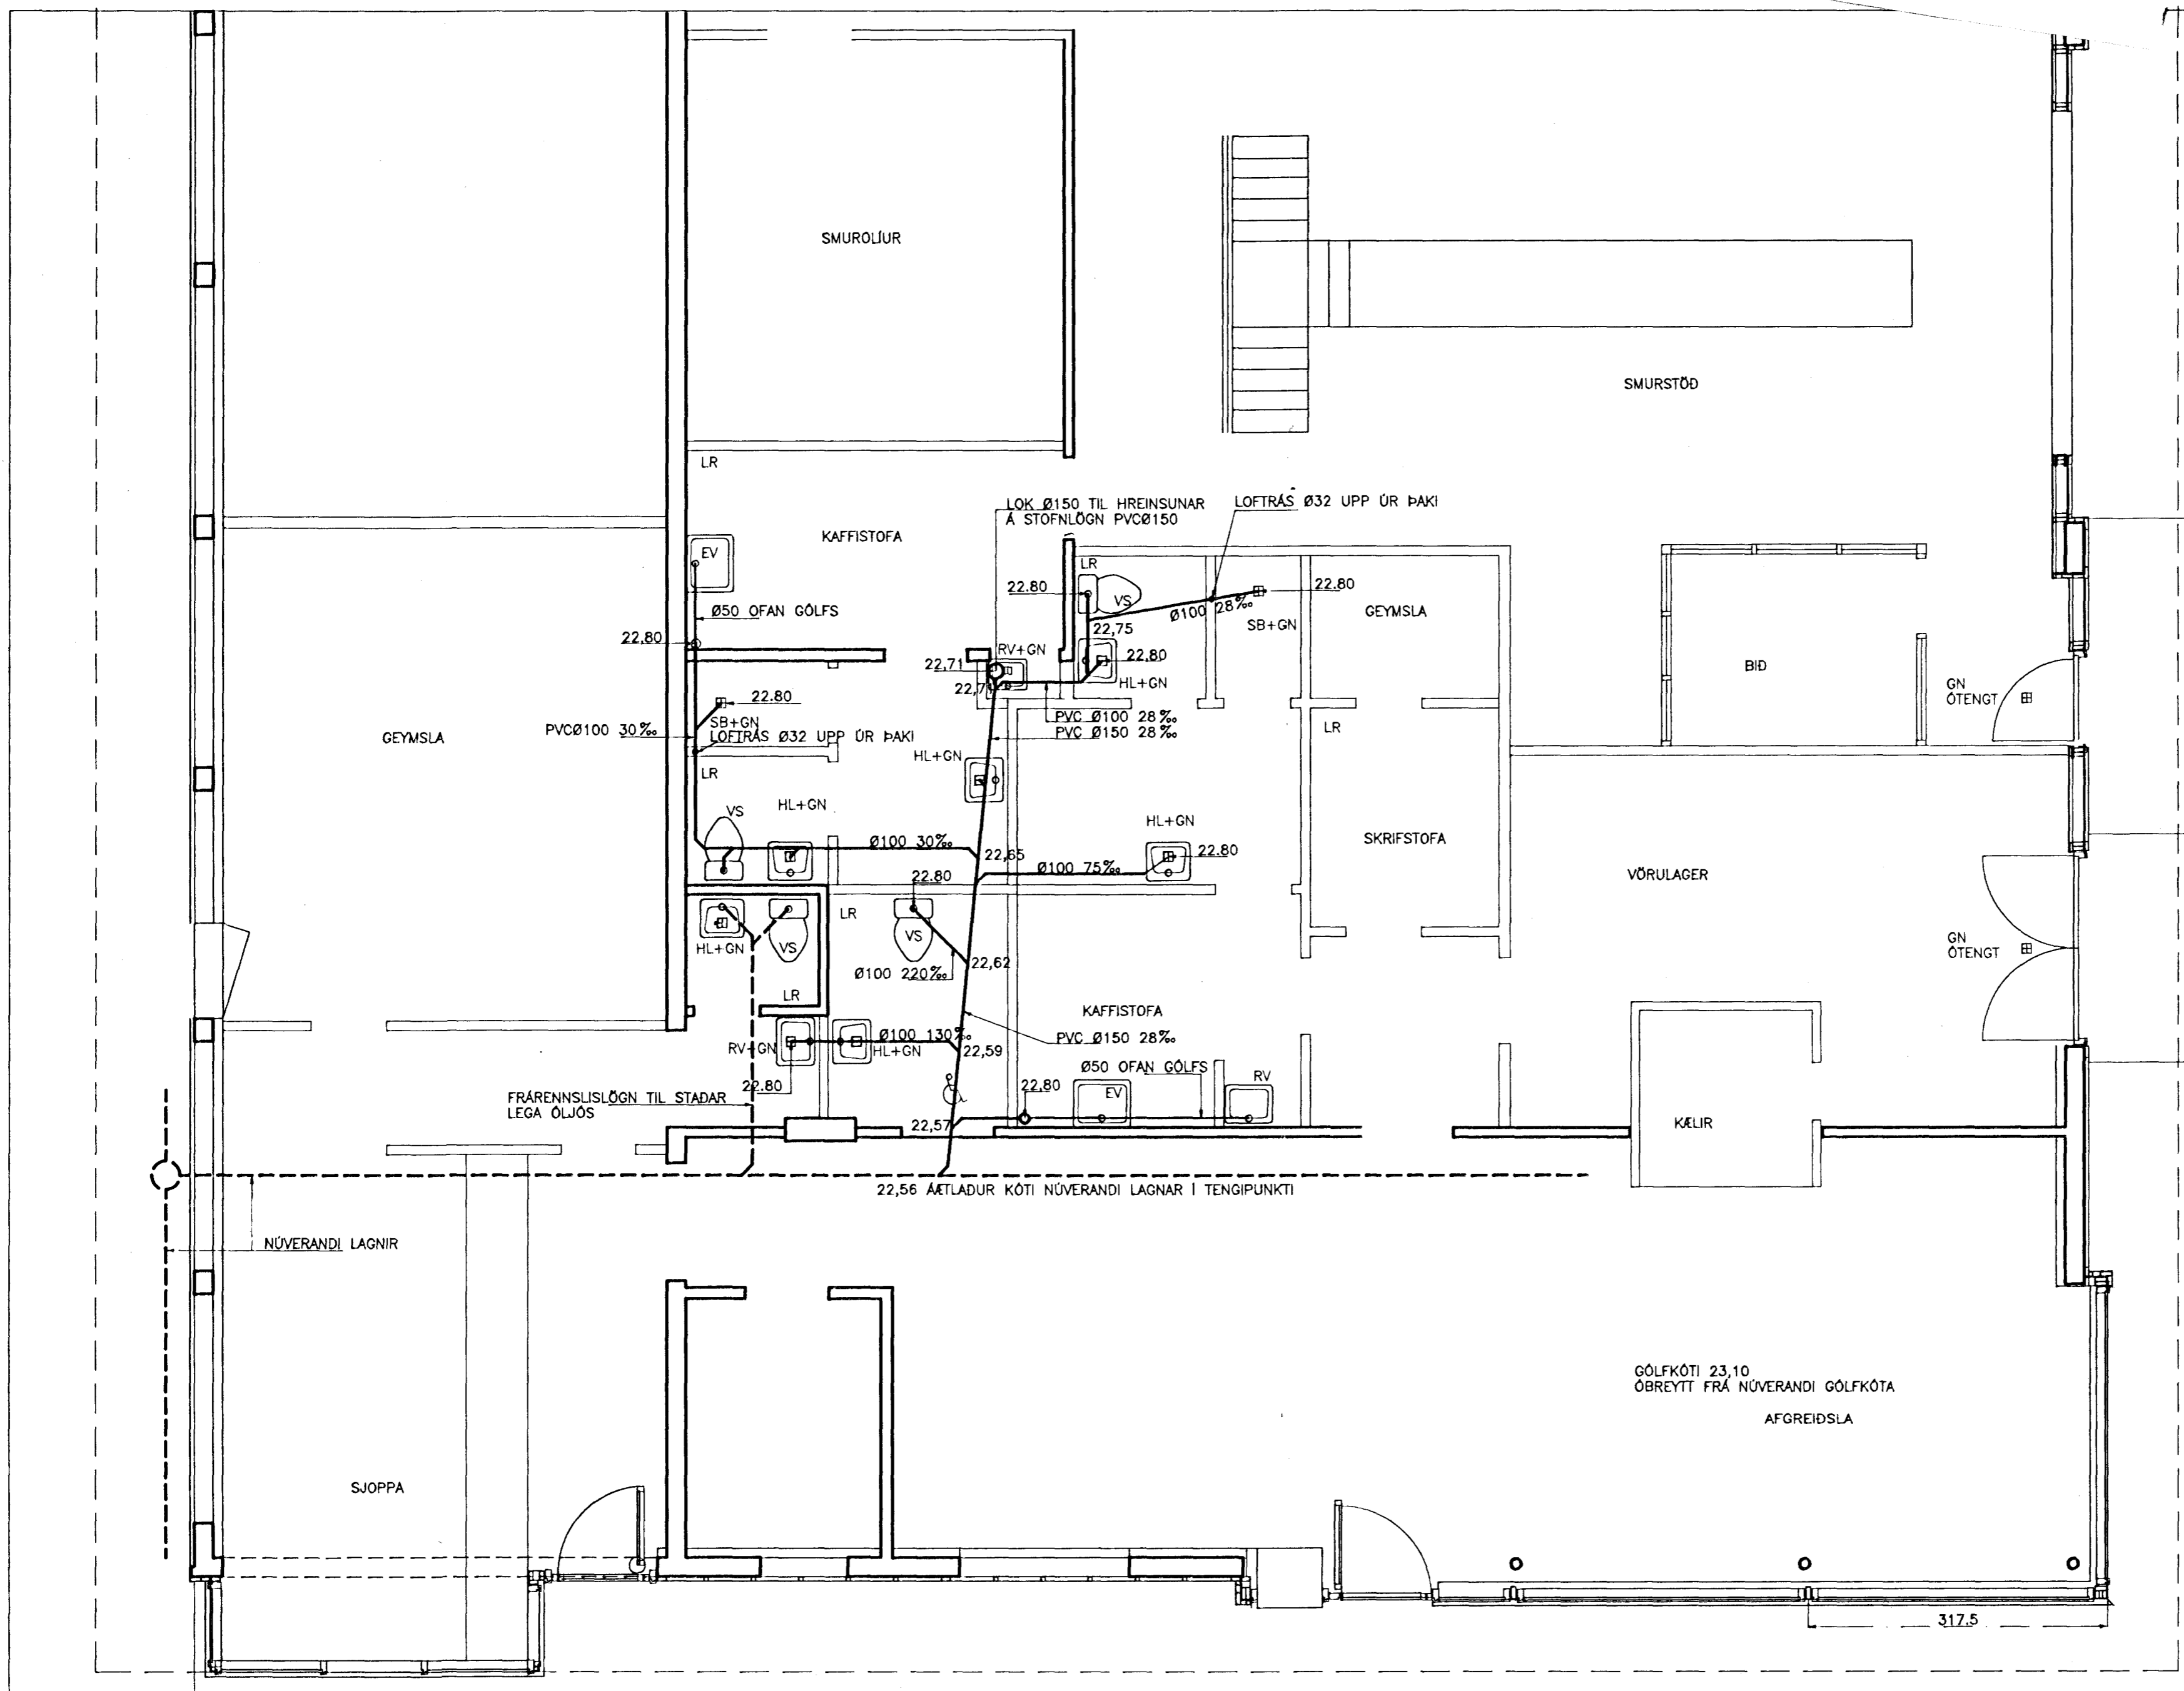 SMUROLÍUR
SMURSTÖÐ
LR
LOK Ø150 TIL HREINSUNAR
Á STOFNLÖGN PVCØ150
LOFTRÁS Ø32 UPP ÚR ÞAKI
KAFFISTOFA
EV
LR
22.80
VS
Ø100 28‰
22.80
GEYMSLA
SB+GN
Ø50 OFAN GÓLFS
22,80
22,75
RV+GN
22,71
22,80
HL+GN
22,7
BIÐ
GN
ÓTENGT
22.80
SB+GN
PVCØ100 30‰
LOFTRÁS Ø32 UPP ÚR ÞAKI
GEYMSLA
PVC Ø100 28‰
PVC Ø150 28‰
LR
HL+GN
LR
VS
HL+GN
HL+GN
Ø100 30‰
22,65
22.80
SKRIFSTOFA
Ø100 75‰
VÖRULAGER
22.80
LR
VS
HL+GN
VS
GN
ÓTENGT
22,62
Ø100 220‰
LR
KAFFISTOFA
PVC Ø150 28‰
Ø100 130‰
RV+GN
HL+GN
22,59
Ø50 OFAN GÓLFS
RV
22.80
22,80
EV
FRÁRENNSLISLÖGN TIL STAÐAR
LEGA ÓLJÓS
22,57
KÆLIR
22,56 ÁÆTLAÐUR KÓTI NÚVERANDI LAGNAR Í TENGIPUNKTI
NÚVERANDI LAGNIR
GÓLFKÓTI 23,10
ÓBREYTT FRÁ NÚVERANDI GÓLFKÓTA
AFGREIÐSLA
SJOPPA
317.5